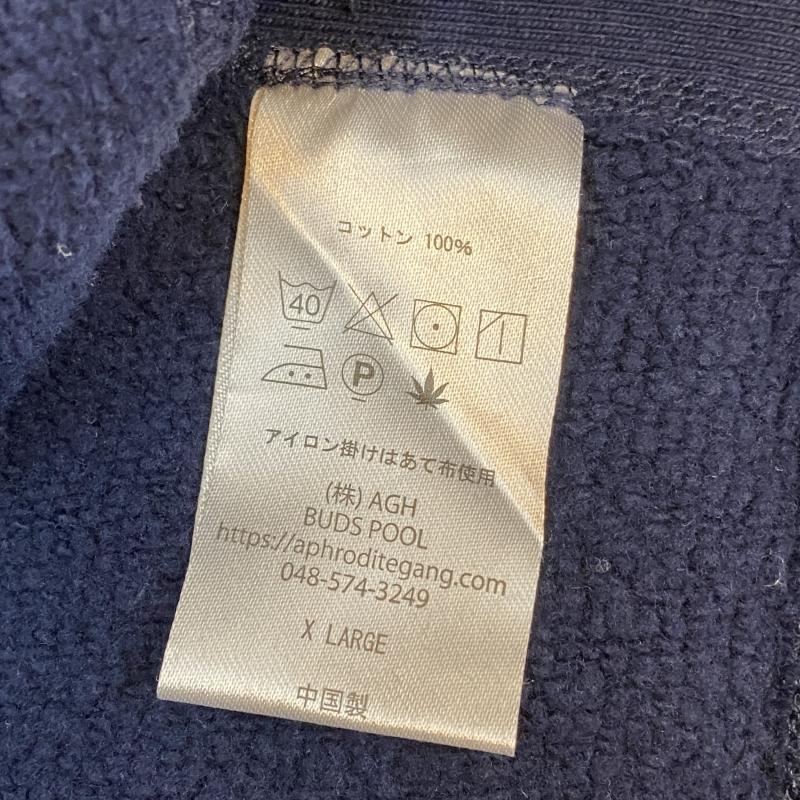 コットン 100%
40
P
アイロン掛けはあて布使用
(株) AGH
BUDS POOL
https://aphroditegang.com
048-574-3249
X LARGE
中国製